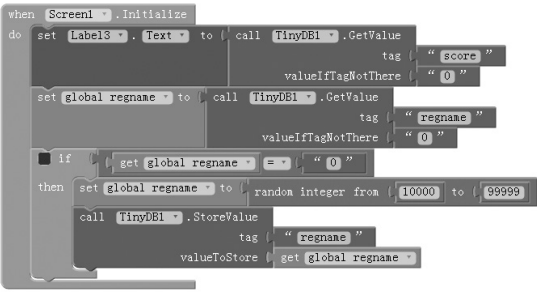 when Screen1 .Initialize
do set Label3 . Text to call TinyDB1 .GetValue
tag " score "
valueIfTagNotThere " 0 "
set global regname to call TinyDB1 .GetValue
tag " regname "
valueIfTagNotThere " 0 "
if get global regname = " 0 "
then set global regname to random integer from 10000 to 99999
call TinyDB1 .StoreValue
tag " regname "
valueToStore get global regname